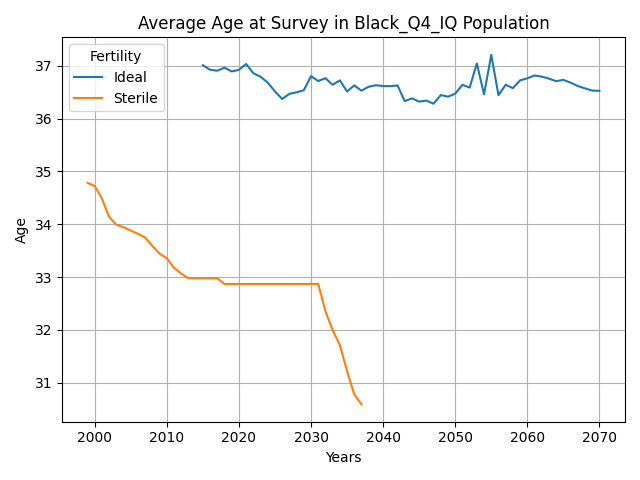 Average Age at Survey in Black_Q4_IQ Population
Fertility
Ideal
Sterile
37
36
35
34
33
32
31
Age
2000 2010 2020 2030 2040 2050 2060 2070
Years